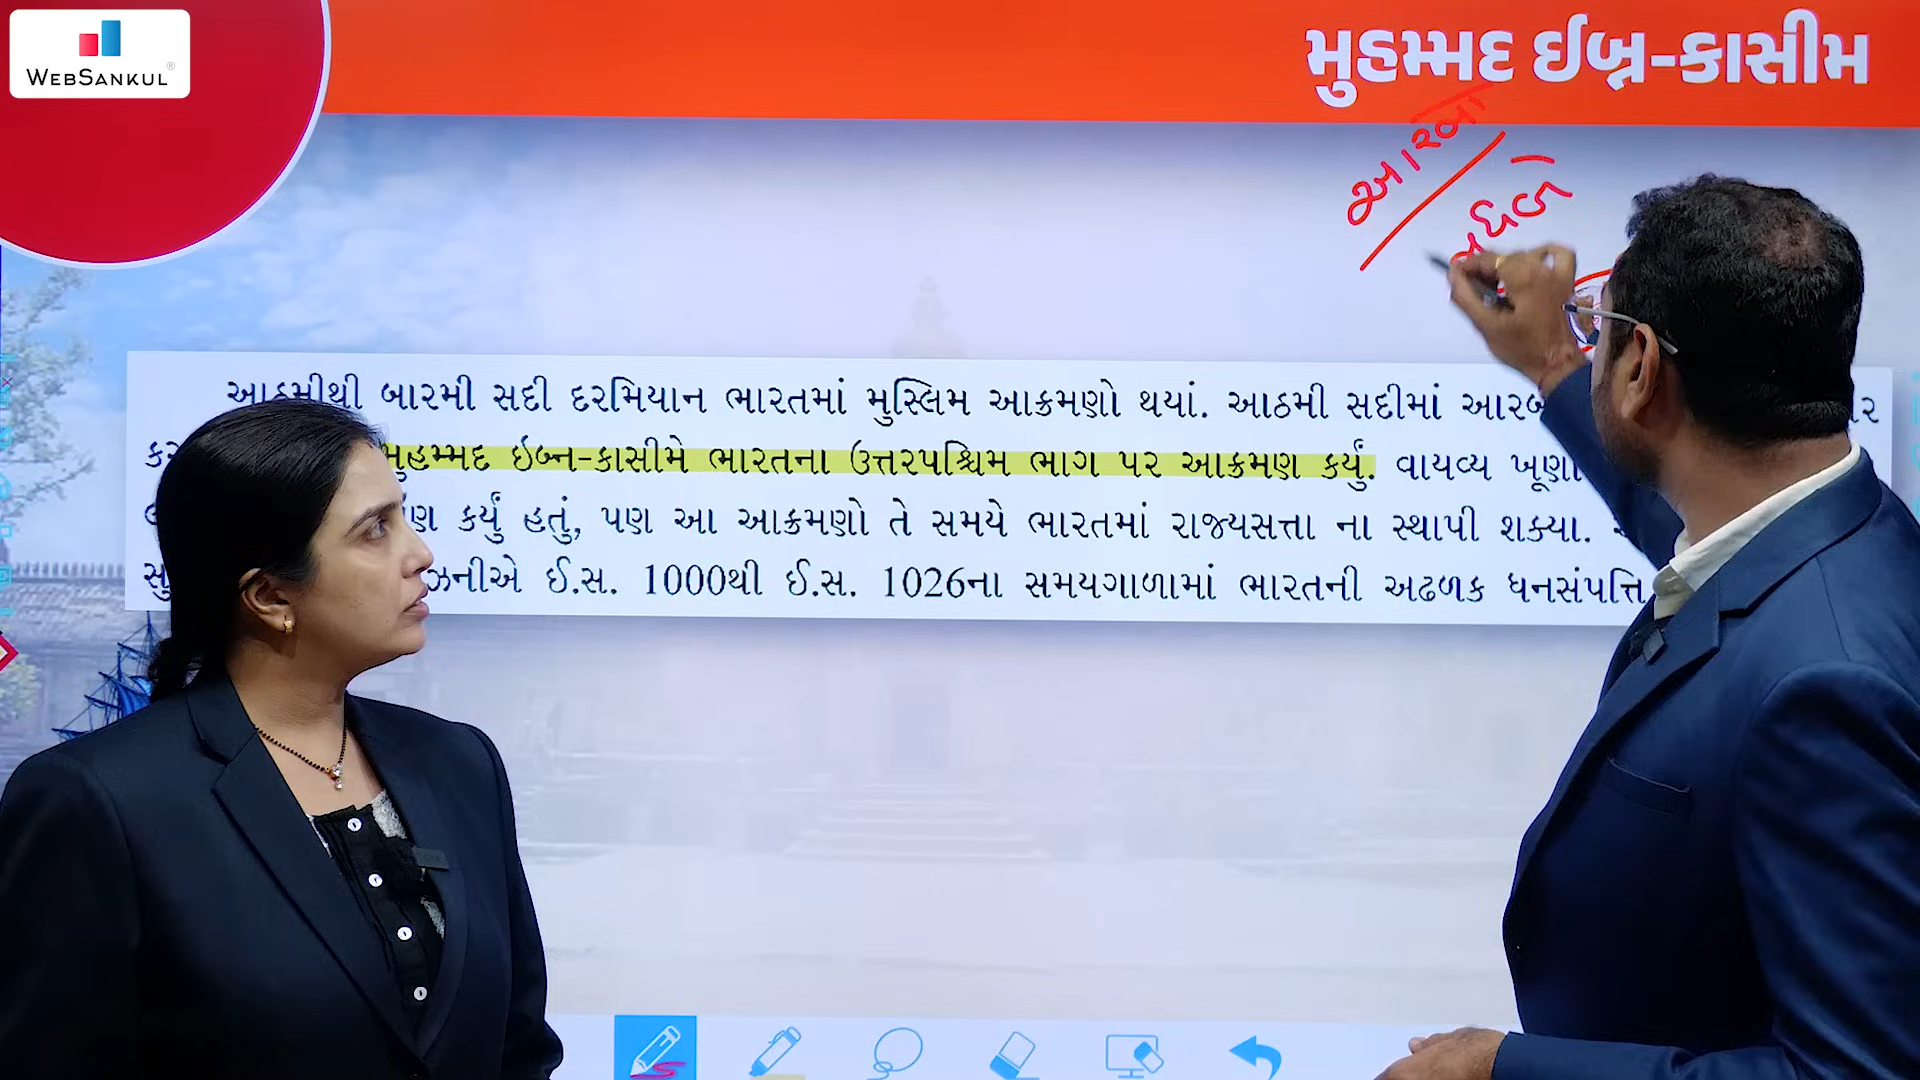 WEBSANKUL
મુહમ્મદ ઈબ્ન-કાસીમ
આરબો
આઠમીથી બારમી સદી દરમિયાન ભારતમાં મુસ્લિમ આક્રમણો થયાં. આઠમી સદીમાં
મુહમ્મદ ઇબ્ન-કાસીમે ભારતના ઉત્તરપશ્ચિમ ભાગ પર આક્રમણ કર્યું. વાયવ્ય
કર્યું હતું, પણ આ આક્રમણો તે સમયે ભારતમાં રાજ્યસત્તા ના સ્થાપી શક્યા.
ઈ.સ. 1000થી ઈ.સ. 1026ના સમયગાળામાં ભારતની અઢળક ધનસંપત્તિ